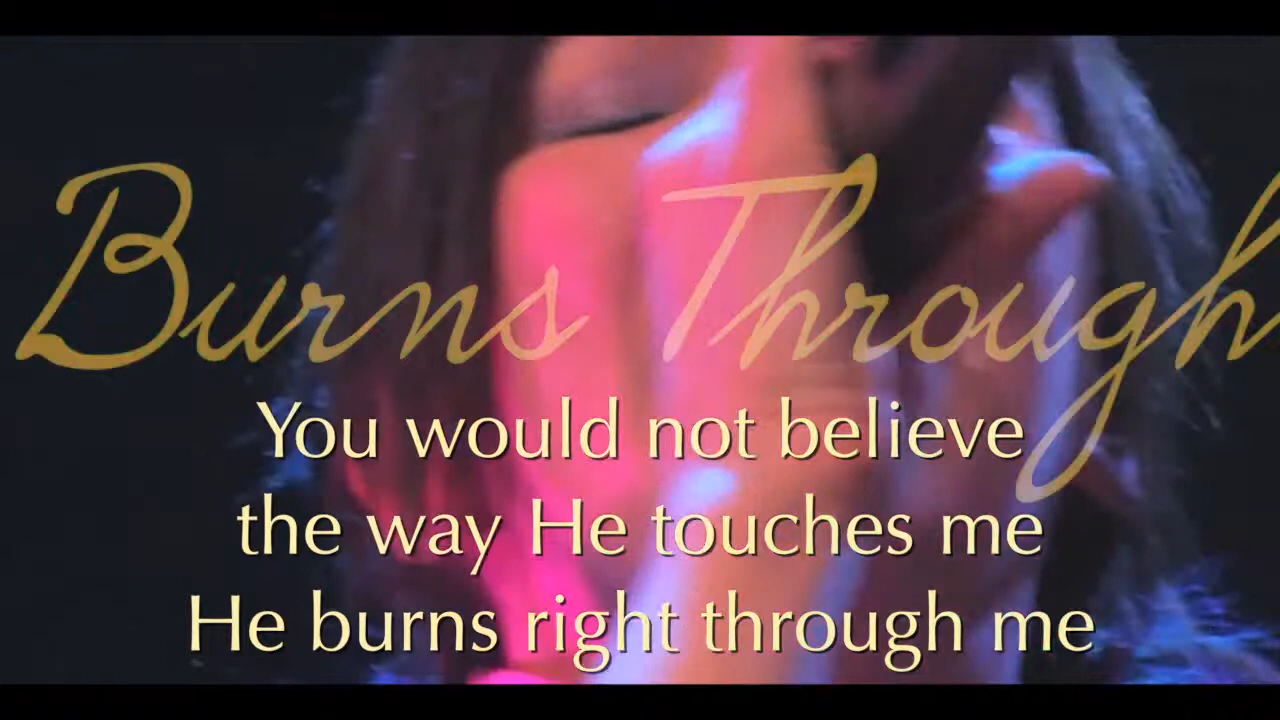 Burns Through
You would not believe
the way He touches me
He burns right through me